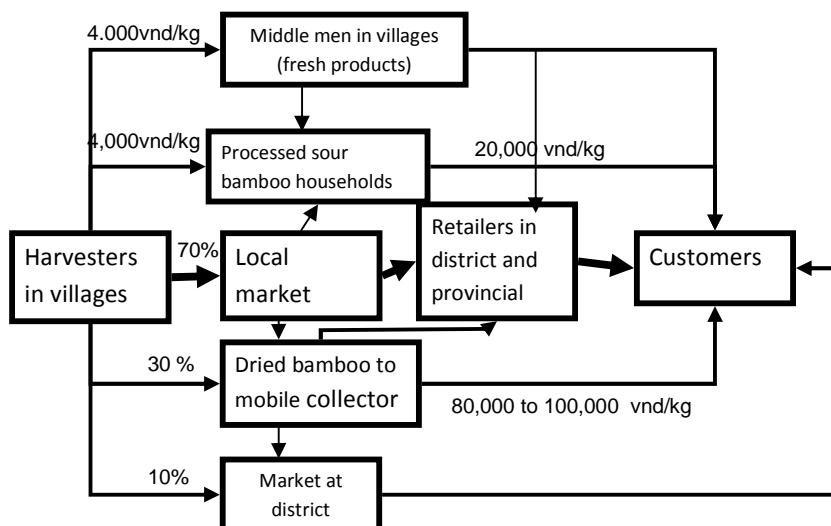 4.000vnd/kg
Middle men in villages
(fresh products)
4,000vnd/kg
Processed sour
bamboo households
20,000 vnd/kg
Harvesters
in villages
70%
Local
market
Retailers in
district and
provincial
Customers
30 %
Dried bamboo to
mobile collector
80,000 to 100,000 vnd/kg
10%
Market at
district